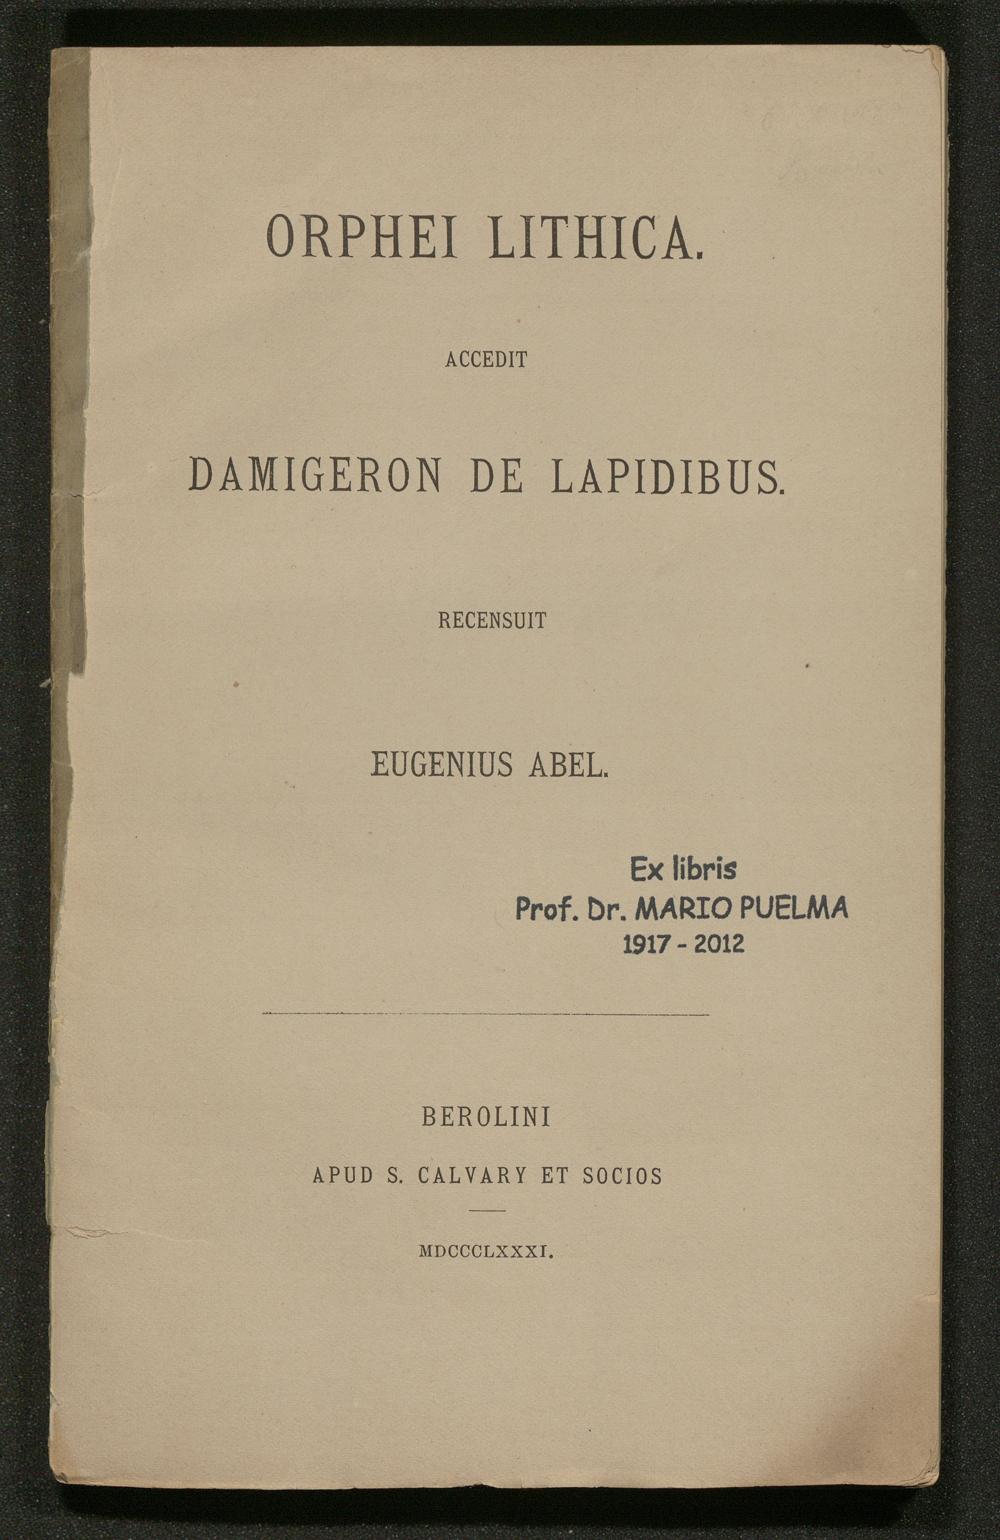 ORPHEI LITHICA.
ACCEDIT
DAMIGERON DE LAPIDIBUS.
RECENSUIT
EUGENIUS ABEL.
Ex libris
Prof. Dr. MARIO PUELMA
1917 - 2012
BEROLINI
APUD S. CALVARY ET SOCIOS
MDCCCLXXXI.